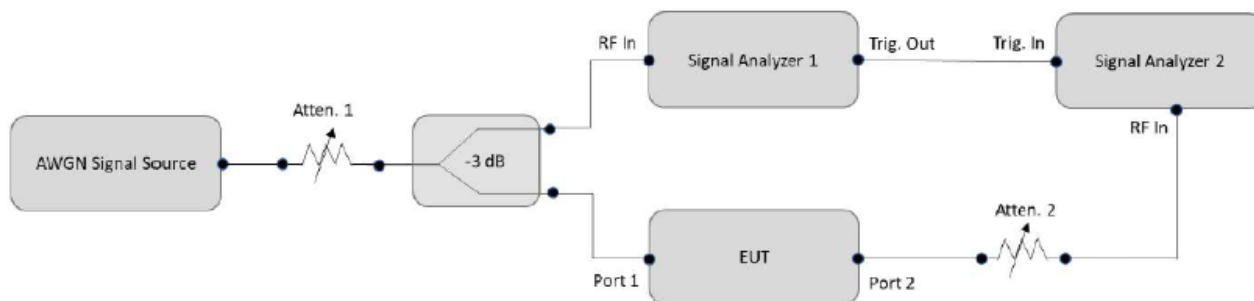 RF In
Signal Analyzer 1
Trig. Out
Trig. In
Signal Analyzer 2
RF In
Atten. 1
AWGN Signal Source
-3 dB
Atten. 2
Port 1
EUT
Port 2